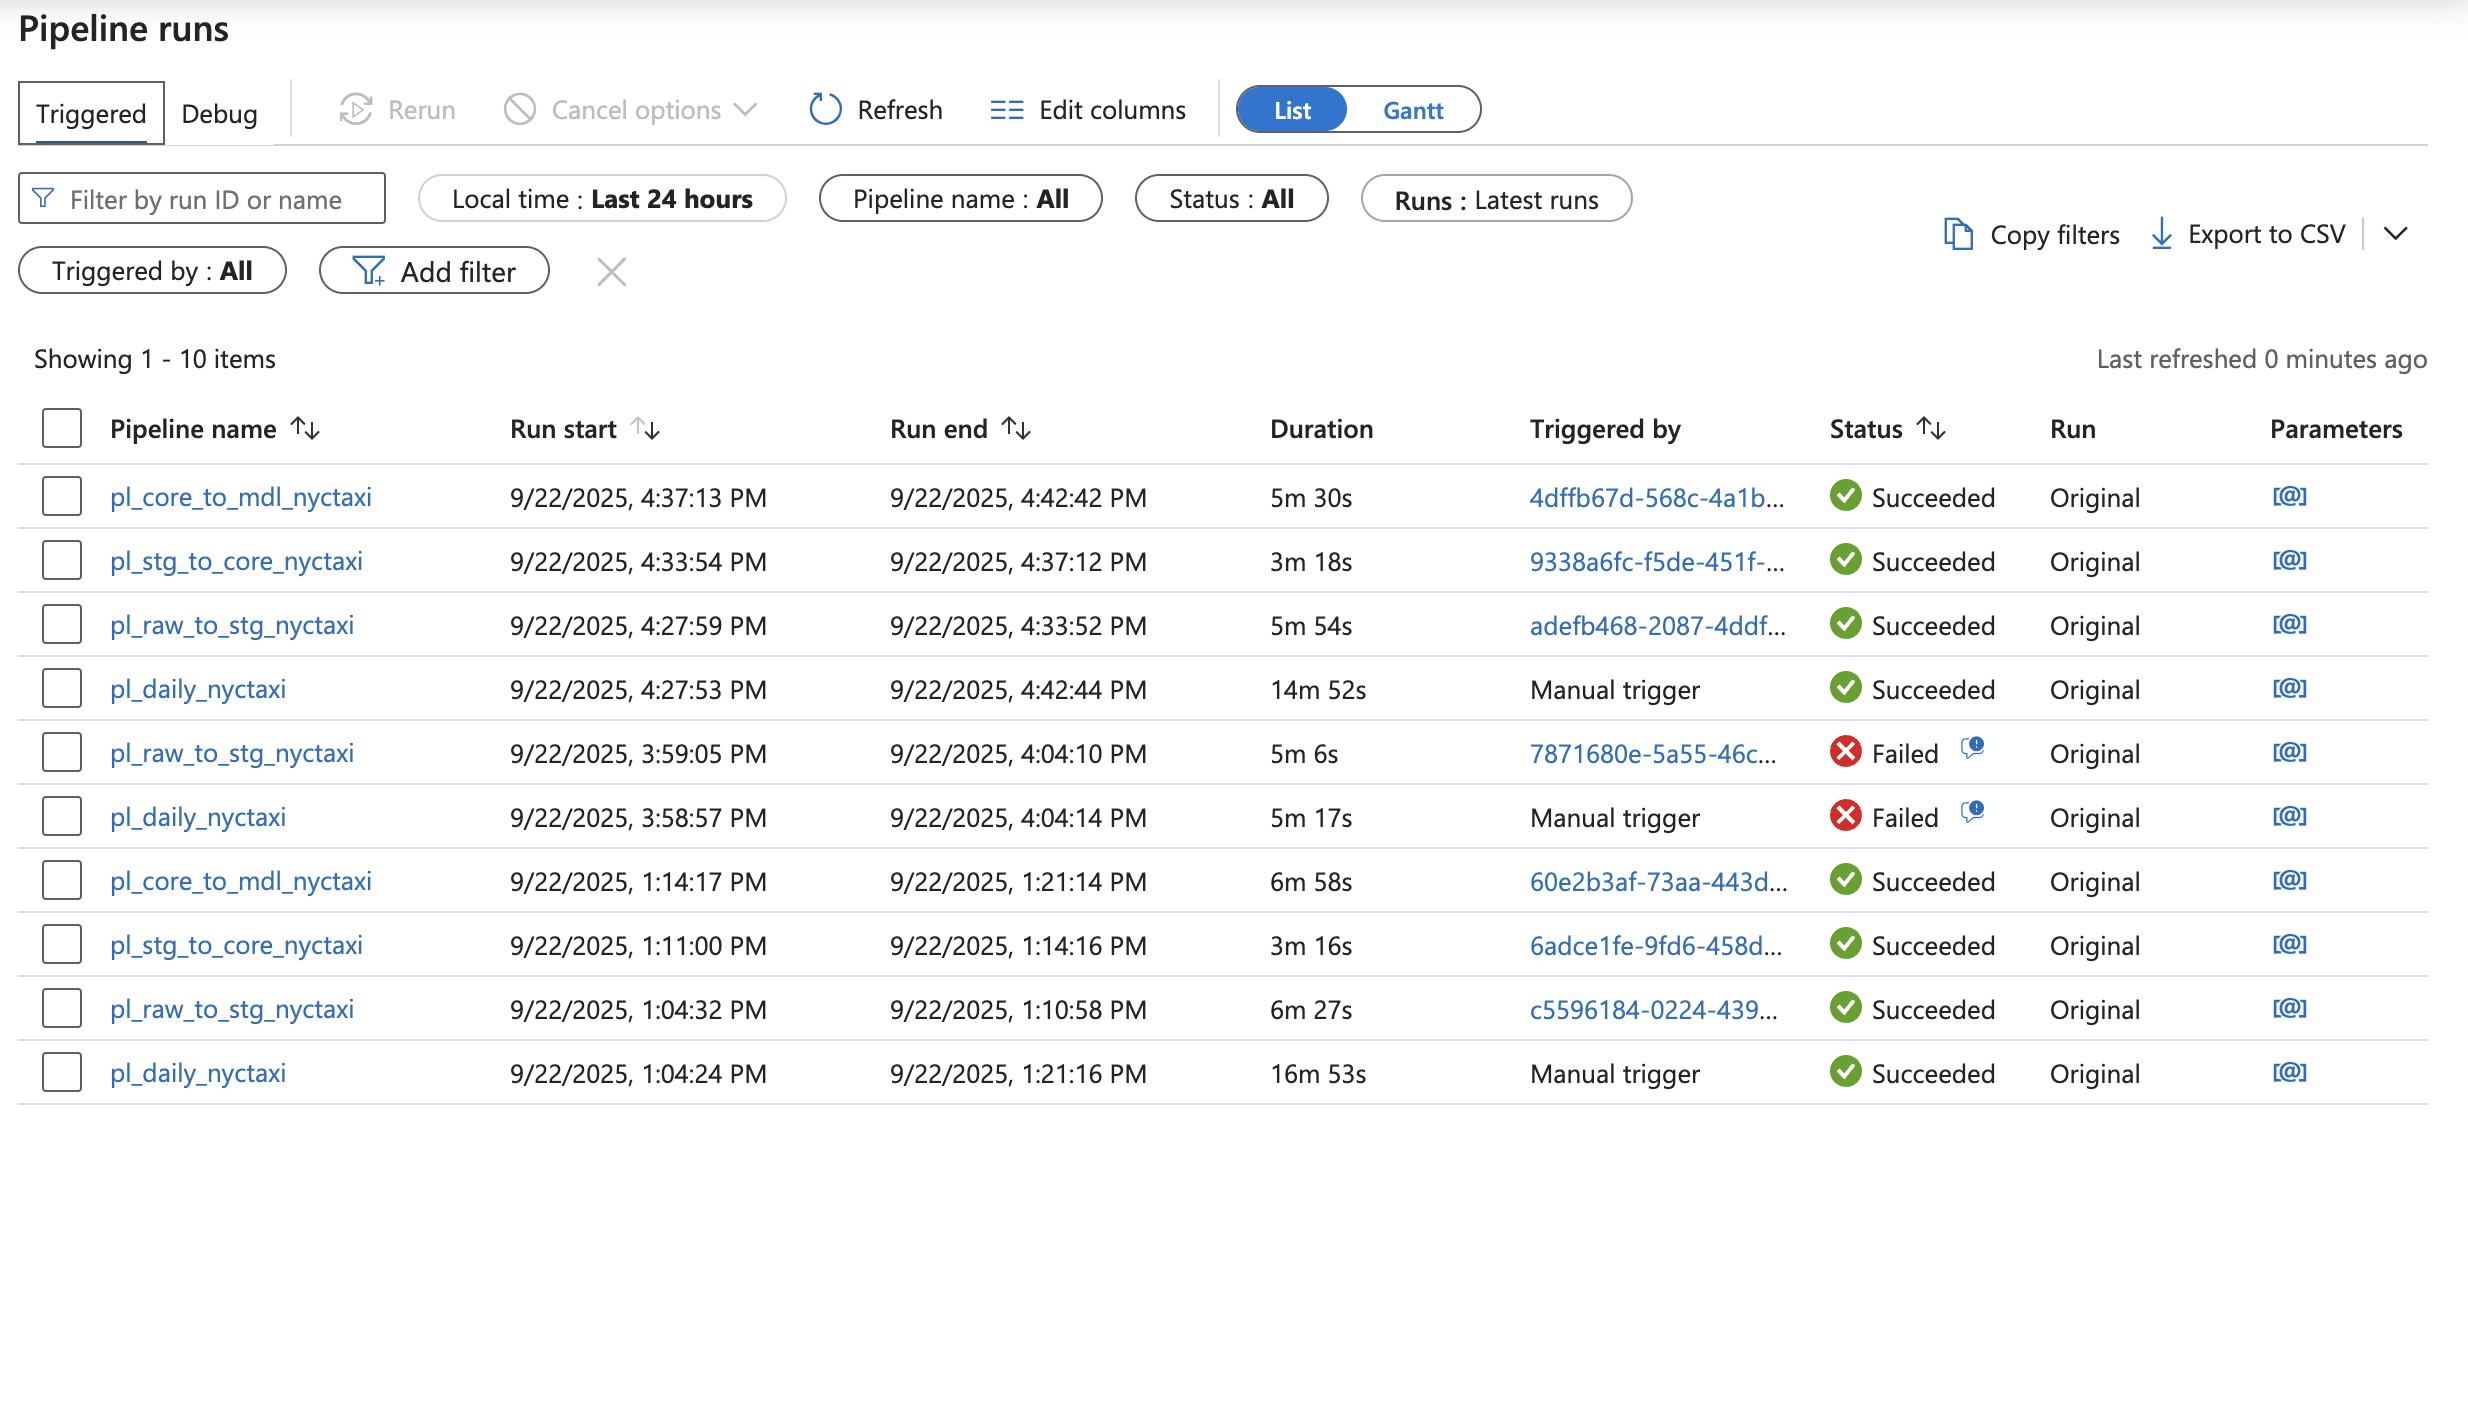 Pipeline runs
Triggered Debug Rerun Cancel options Refresh Edit columns List Gantt
Filter by run ID or name Local time : Last 24 hours Pipeline name : All Status : All Runs : Latest runs
Triggered by : All Add filter Copy filters Export to CSV
Showing 1 - 10 items Last refreshed 0 minutes ago
Pipeline name Run start Run end Duration Triggered by Status Run Parameters
pl_core_to_mdl_nyctaxi 9/22/2025, 4:37:13 PM 9/22/2025, 4:42:42 PM 5m 30s 4dffb67d-568c-4a1b... Succeeded Original [@]
pl_stg_to_core_nyctaxi 9/22/2025, 4:33:54 PM 9/22/2025, 4:37:12 PM 3m 18s 9338a6fc-f5de-451f-... Succeeded Original [@]
pl_raw_to_stg_nyctaxi 9/22/2025, 4:27:59 PM 9/22/2025, 4:33:52 PM 5m 54s adefb468-2087-4ddf... Succeeded Original [@]
pl_daily_nyctaxi 9/22/2025, 4:27:53 PM 9/22/2025, 4:42:44 PM 14m 52s Manual trigger Succeeded Original [@]
pl_raw_to_stg_nyctaxi 9/22/2025, 3:59:05 PM 9/22/2025, 4:04:10 PM 5m 6s 7871680e-5a55-46c... Failed Original [@]
pl_daily_nyctaxi 9/22/2025, 3:58:57 PM 9/22/2025, 4:04:14 PM 5m 17s Manual trigger Failed Original [@]
pl_core_to_mdl_nyctaxi 9/22/2025, 1:14:17 PM 9/22/2025, 1:21:14 PM 6m 58s 60e2b3af-73aa-443d... Succeeded Original [@]
pl_stg_to_core_nyctaxi 9/22/2025, 1:11:00 PM 9/22/2025, 1:14:16 PM 3m 16s 6adce1fe-9fd6-458d... Succeeded Original [@]
pl_raw_to_stg_nyctaxi 9/22/2025, 1:04:32 PM 9/22/2025, 1:10:58 PM 6m 27s c5596184-0224-439... Succeeded Original [@]
pl_daily_nyctaxi 9/22/2025, 1:04:24 PM 9/22/2025, 1:21:16 PM 16m 53s Manual trigger Succeeded Original [@]